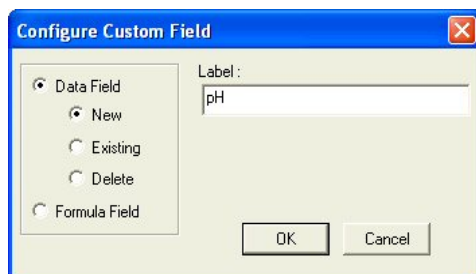 Configure Custom Field
Data Field
New
Existing
Delete
Formula Field
Label :
pH
OK
Cancel